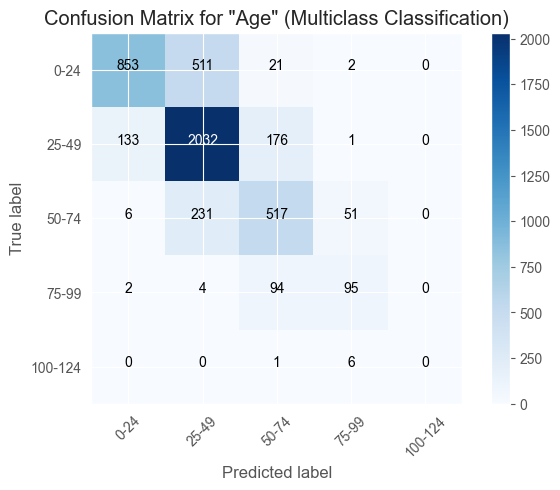 Confusion Matrix for "Age" (Multiclass Classification)
0-24 853 511 21 2 0
25-49 133 2032 176 1 0
50-74 6 231 517 51 0
75-99 2 4 94 95 0
100-124 0 0 1 6 0
0-24 25-49 50-74 75-99 100-124
True label
Predicted label
2000
1750
1500
1250
1000
750
500
250
0